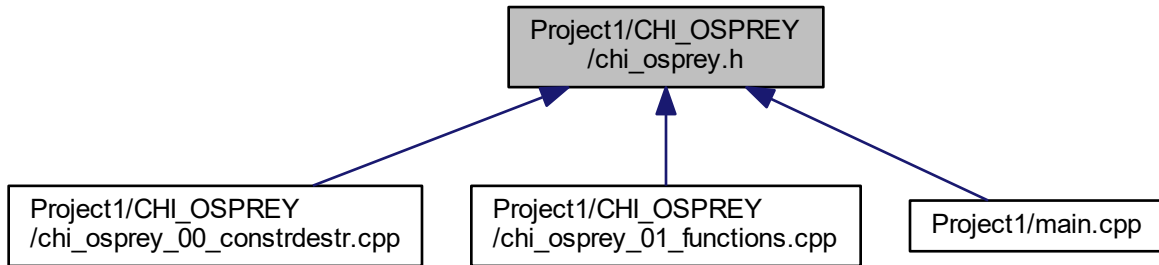 Project1/CHI_OSPREY
/chi_osprey.h
Project1/CHI_OSPREY
/chi_osprey_00_constrdestr.cpp
Project1/CHI_OSPREY
/chi_osprey_01_functions.cpp
Project1/main.cpp